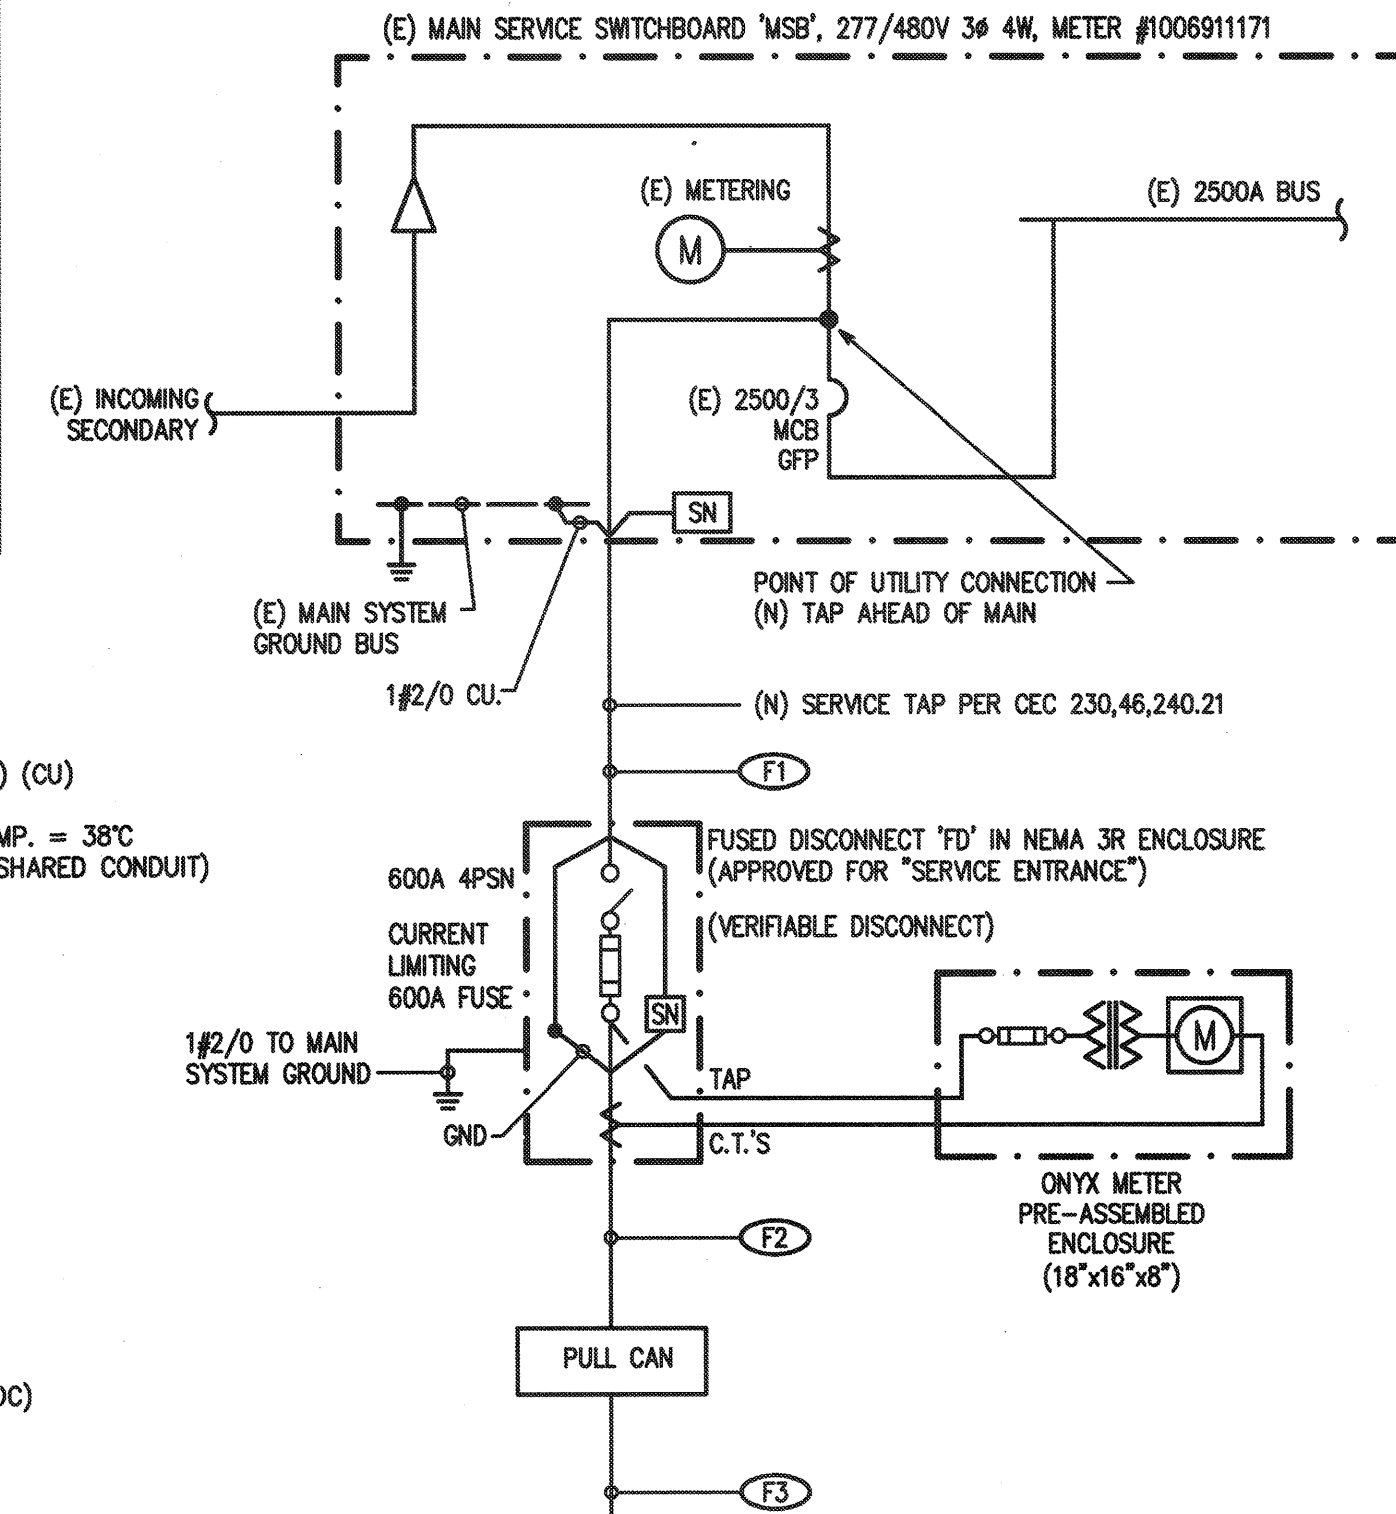 (E) MAIN SERVICE SWITCHBOARD 'MSB', 277/480V 3ø 4W, METER #1006911171
(E) METERING
M
(E) 2500A BUS
(E) INCOMING
SECONDARY
(E) 2500/3
MCB
GFP
SN
POINT OF UTILITY CONNECTION
(N) TAP AHEAD OF MAIN
(E) MAIN SYSTEM
GROUND BUS
1#2/0 CU.
(N) SERVICE TAP PER CEC 230,46,240.21
F1
) (CU)
MP. = 38°C
SHARED CONDUIT)
FUSED DISCONNECT 'FD' IN NEMA 3R ENCLOSURE
(APPROVED FOR "SERVICE ENTRANCE")
(VERIFIABLE DISCONNECT)
600A 4PSN
CURRENT
LIMITING
600A FUSE
SN
M
1#2/0 TO MAIN
SYSTEM GROUND
TAP
GND
C.T.'S
ONYX METER
PRE-ASSEMBLED
ENCLOSURE
(18"x16"x8")
F2
PULL CAN
DC)
F3